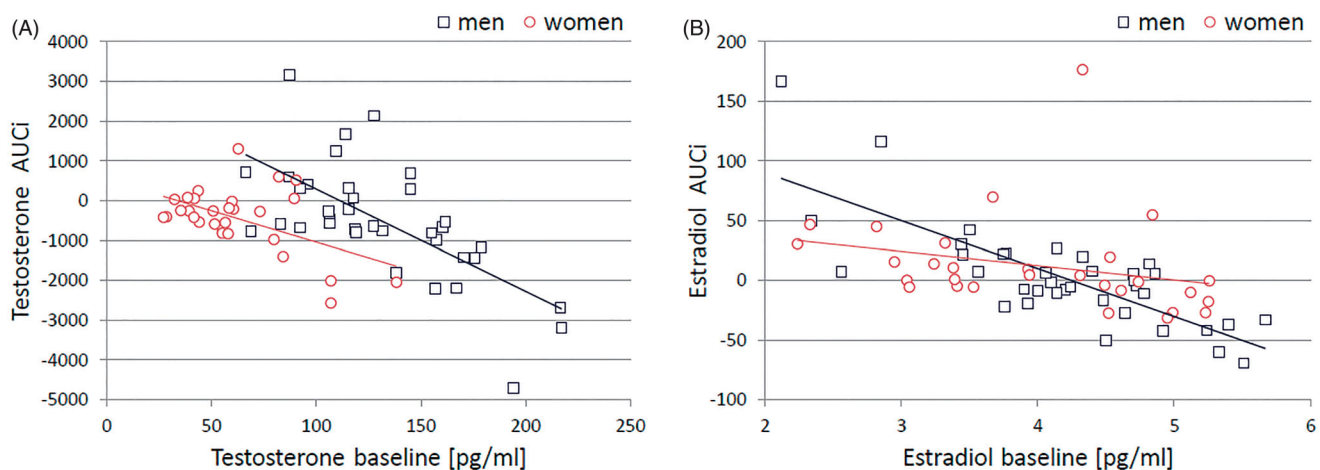 (A)
men women
4000
3000
2000
1000
0
-1000
-2000
-3000
-4000
-5000
0 50 100 150 200 250
Testosterone AUCi
Testosterone baseline [pg/ml]
(B)
men women
200
150
100
50
0
-50
-100
2 3 4 5 6
Estradiol AUCi
Estradiol baseline [pg/ml]